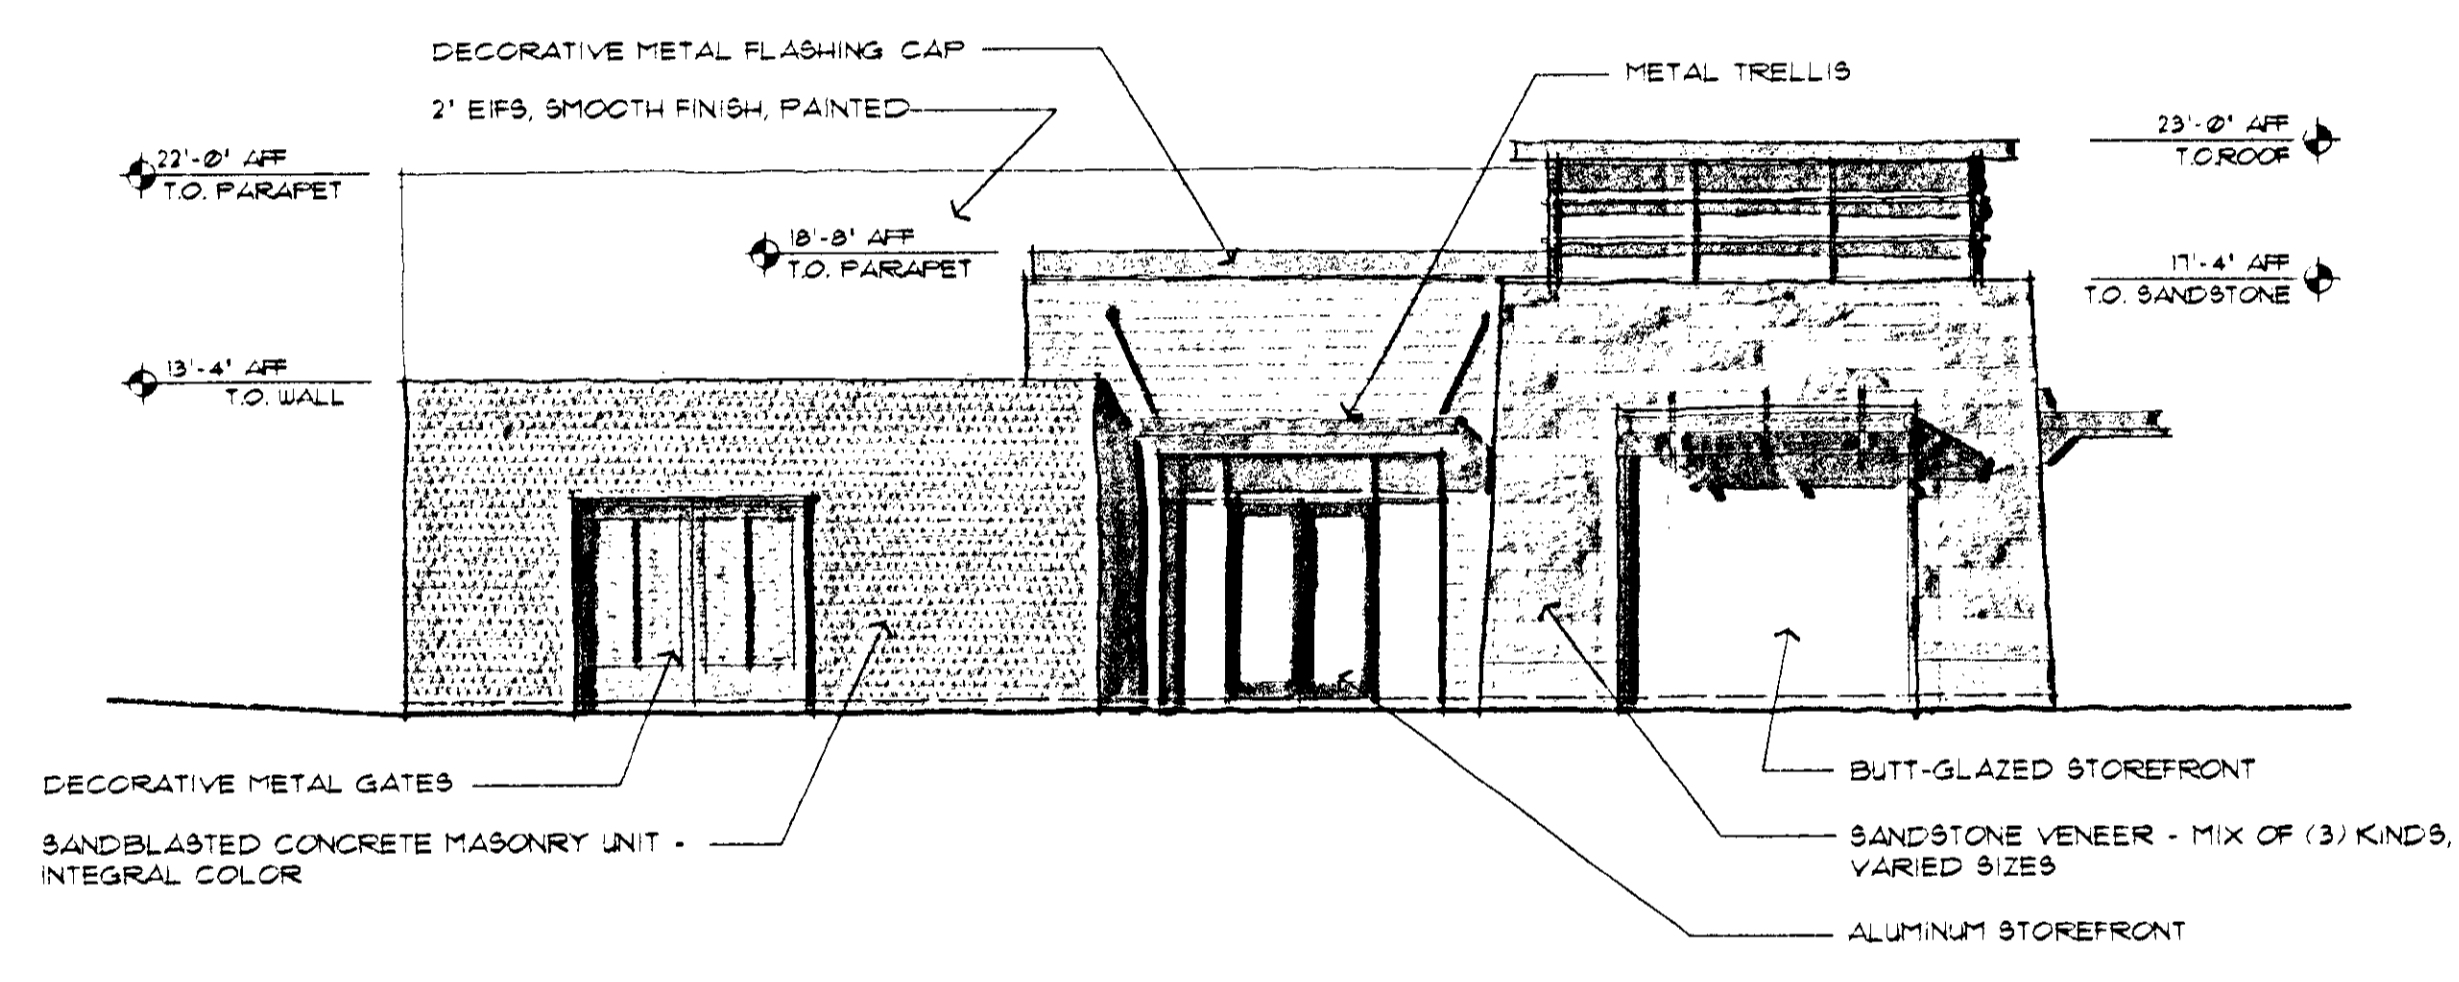 DECORATIVE METAL FLASHING CAP
2' EIFS, SMOOTH FINISH, PAINTED
METAL TRELLIS
22'-0' AFF
T.O. PARAPET
23'-0' AFF
T.O.ROOF
18'-8' AFF
T.O. PARAPET
17'-4' AFF
T.O. SANDSTONE
13'-4' AFF
T.O. WALL
DECORATIVE METAL GATES
SANDBLASTED CONCRETE MASONRY UNIT -
INTEGRAL COLOR
BUTT-GLAZED STOREFRONT
SANDSTONE VENEER - MIX OF (3) KINDS,
VARIED SIZES
ALUMINUM STOREFRONT